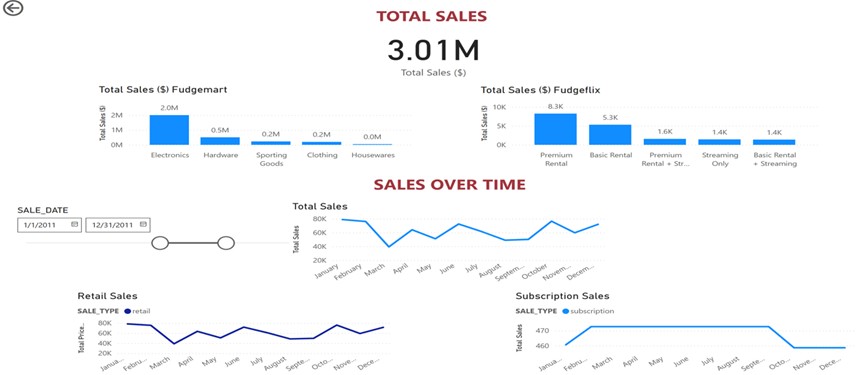 TOTAL SALES
3.01M
Total Sales ($)
Total Sales ($) Fudgemart
Total Sales ($)
2M
1M
0M
2.0M
0.5M
0.2M
0.2M
0.0M
Electronics
Hardware
Sporting
Goods
Clothing
Housewares
Total Sales ($) Fudgeflix
Total Sales ($)
10K
5K
0K
8.3K
5.3K
1.6K
1.4K
1.4K
Premium
Rental
Basic Rental
Premium
Rental + Str...
Streaming
Only
Basic Rental
+ Streaming
SALES OVER TIME
SALE_DATE
1/1/2011
12/31/2011
Total Sales
Total Sales
80K
60K
40K
20K
January
February
March
April
May
June
July
August
Septem...
October
Novem...
Decem...
Retail Sales
SALE_TYPE retail
Total Price...
80K
60K
40K
20K
Janua...
Febru...
March
April
May
June
July
August
Septe...
Octo...
Nove...
Dece...
Subscription Sales
SALE_TYPE subscription
Total Sales
470
460
Janua...
Febru...
March
April
May
June
July
August
Septe...
Octo...
Nove...
Dece...